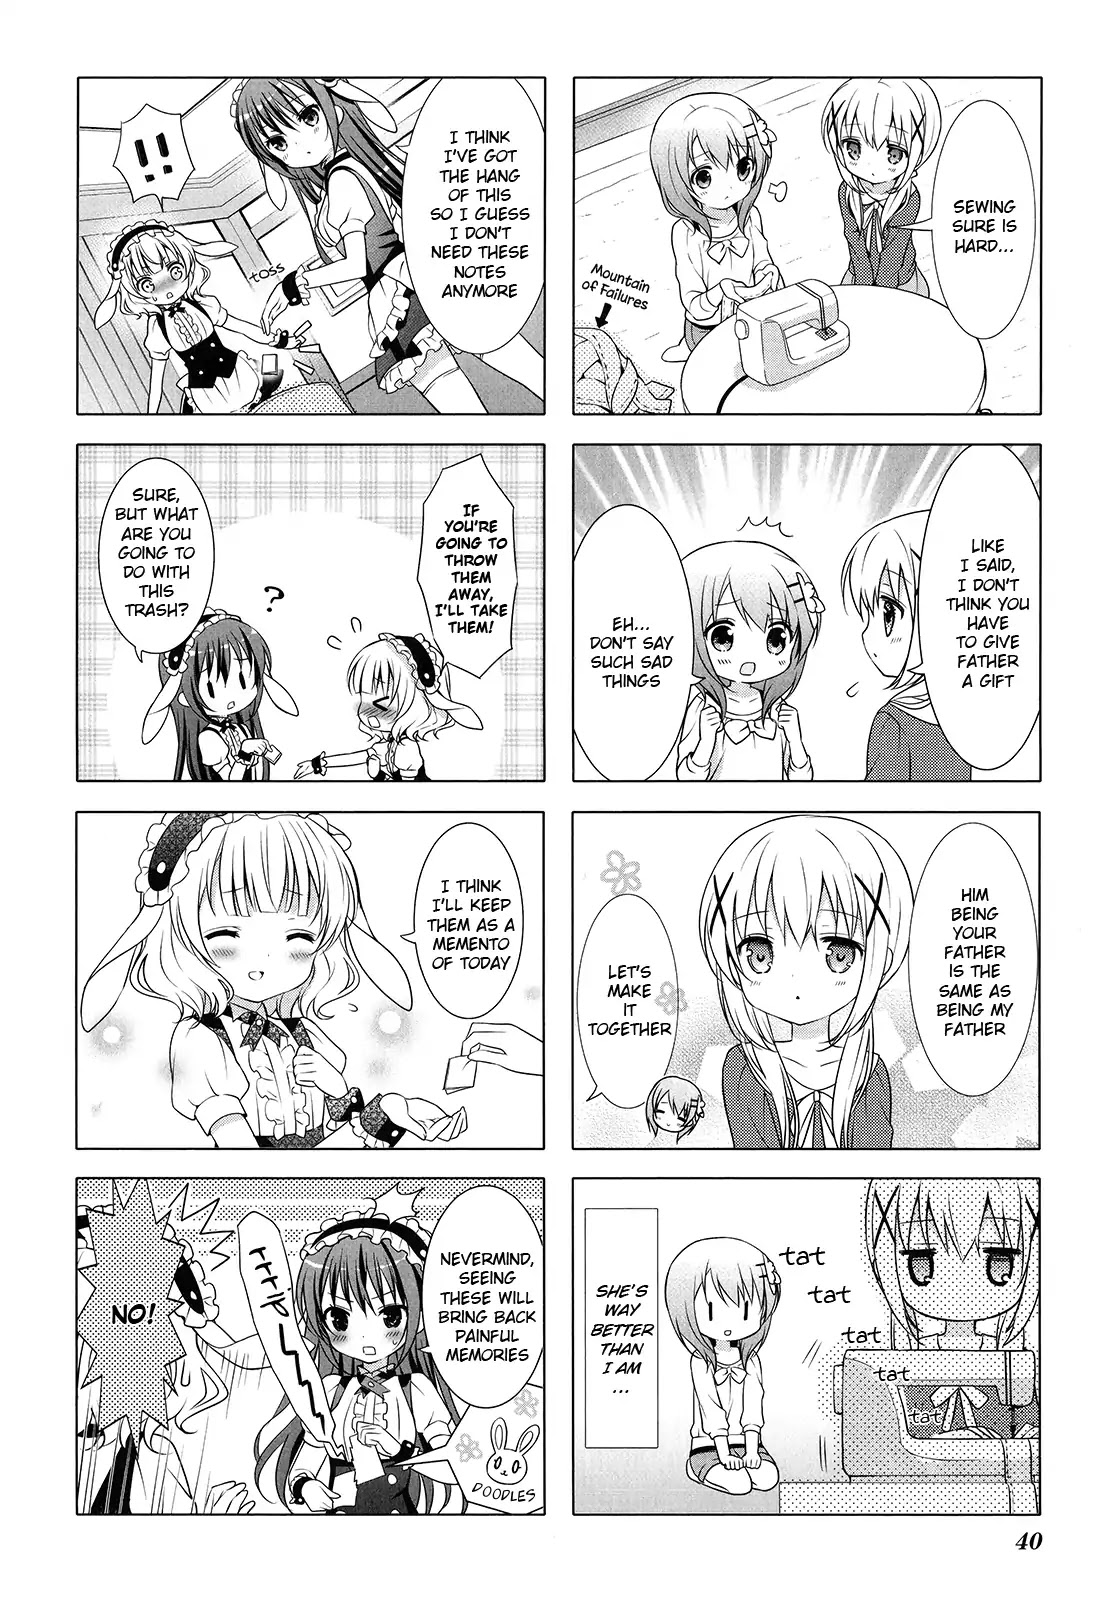 SEWING
SURE IS
HARD...
Mountain
of Failures
LIKE
I SAID,
I DON'T
THINK YOU
HAVE
TO GIVE
FATHER
A GIFT
EH...
DON'T SAY
SUCH SAD
THINGS
HIM
BEING
YOUR
FATHER
IS THE
SAME AS
BEING MY
FATHER
LET'S
MAKE
IT
TOGETHER
tat
tat
tat
tat
tat
SHE'S
WAY
BETTER
THAN
I AM
...
I THINK
I'VE GOT
THE HANG
OF THIS
SO I GUESS
I DON'T
NEED THESE
NOTES
ANYMORE
toss
!!
IF
YOU'RE
GOING TO
THROW
THEM
AWAY,
I'LL TAKE
THEM!
?
SURE,
BUT WHAT
ARE YOU
GOING TO
DO WITH
THIS
TRASH?
I THINK
I'LL KEEP
THEM AS A
MEMENTO
OF TODAY
NEVERMIND,
SEEING
THESE WILL
BRING BACK
PAINFUL
MEMORIES
rrrrip
DOODLES
NO!
40